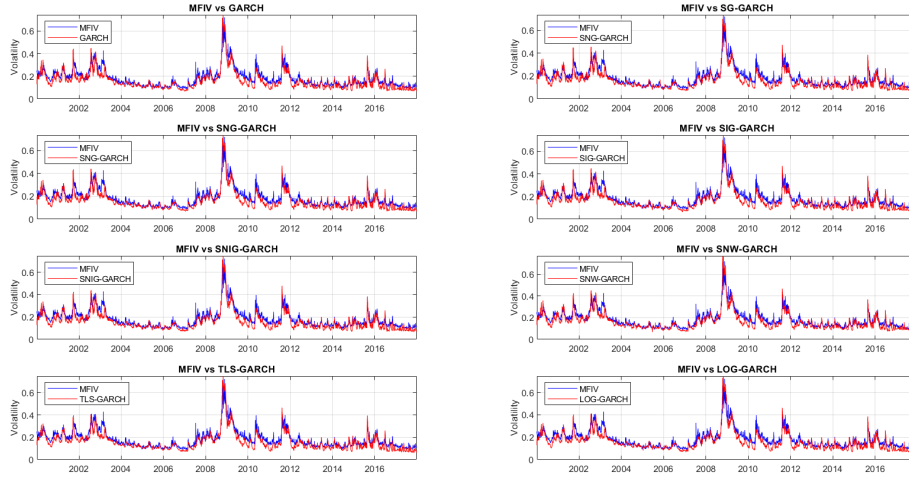 MFIV vs GARCH
Volatility
0.6
0.4
0.2
0
MFIV
GARCH
2002 2004 2006 2008 2010 2012 2014 2016
MFIV vs SG-GARCH
Volatility
0.6
0.4
0.2
0
MFIV
SNG-GARCH
2002 2004 2006 2008 2010 2012 2014 2016
MFIV vs SNG-GARCH
Volatility
0.6
0.4
0.2
0
MFIV
SNG-GARCH
2002 2004 2006 2008 2010 2012 2014 2016
MFIV vs SIG-GARCH
Volatility
0.6
0.4
0.2
0
MFIV
SIG-GARCH
2002 2004 2006 2008 2010 2012 2014 2016
MFIV vs SNIG-GARCH
Volatility
0.6
0.4
0.2
0
MFIV
SNIG-GARCH
2002 2004 2006 2008 2010 2012 2014 2016
MFIV vs SNW-GARCH
Volatility
0.6
0.4
0.2
0
MFIV
SNW-GARCH
2002 2004 2006 2008 2010 2012 2014 2016
MFIV vs TLS-GARCH
Volatility
0.6
0.4
0.2
0
MFIV
TLS-GARCH
2002 2004 2006 2008 2010 2012 2014 2016
MFIV vs LOG-GARCH
Volatility
0.6
0.4
0.2
0
MFIV
LOG-GARCH
2002 2004 2006 2008 2010 2012 2014 2016